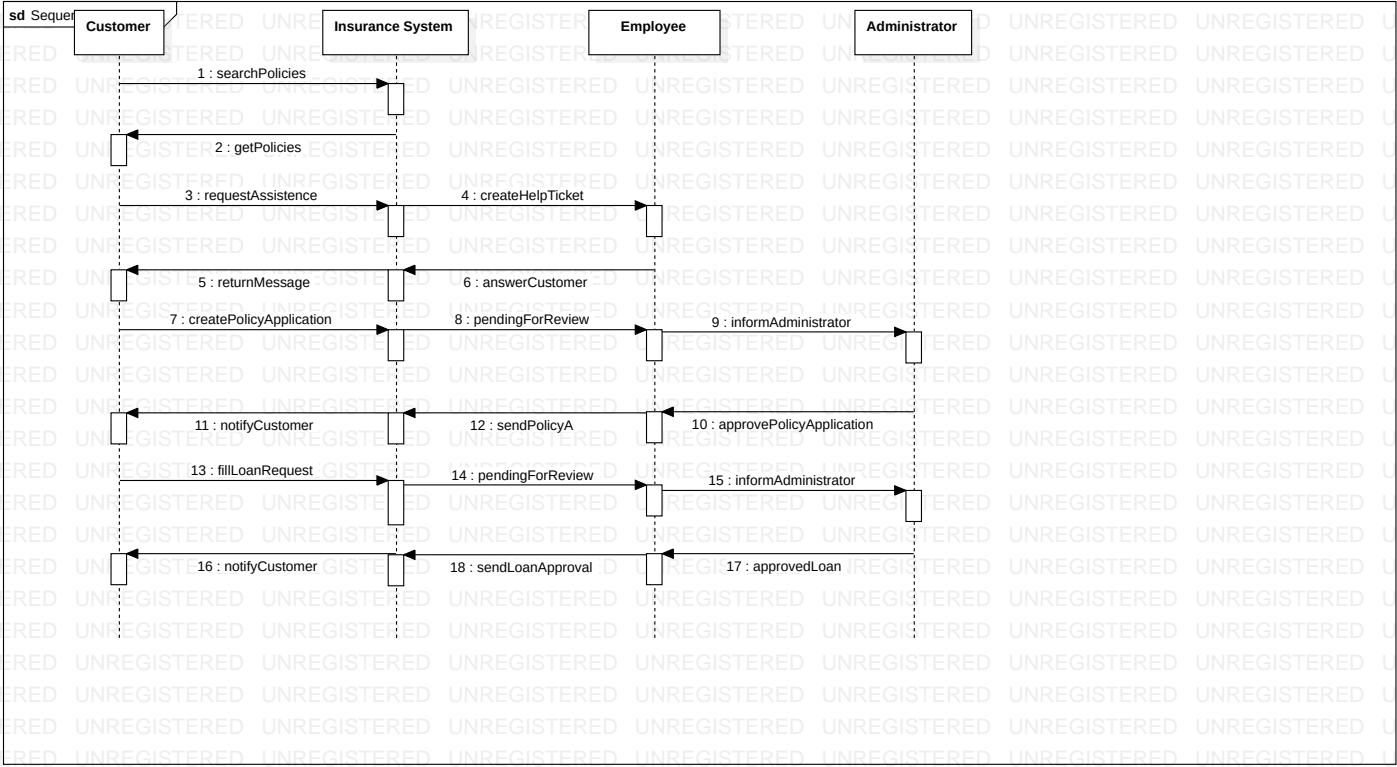 sd Sequer
Customer
Insurance System
Employee
Administrator
1 : searchPolicies
2 : getPolicies
3 : requestAssistence
4 : createHelpTicket
5 : returnMessage
6 : answerCustomer
7 : createPolicyApplication
8 : pendingForReview
9 : informAdministrator
11 : notifyCustomer
12 : sendPolicyA
10 : approvePolicyApplication
13 : fillLoanRequest
14 : pendingForReview
15 : informAdministrator
16 : notifyCustomer
18 : sendLoanApproval
17 : approvedLoan
UNREGISTERED